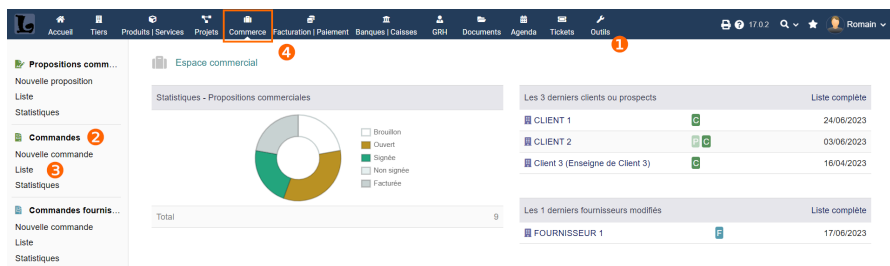 Accueil Tiers Produits | Services Projets Commerce Facturation | Paiement Banques | Caisses GRH Documents Agenda Tickets Outils 17.0.2 Romain
1
4
Propositions comm...
Nouvelle proposition
Liste
Statistiques
Commandes 2
Nouvelle commande
Liste 3
Statistiques
Commandes fournis...
Nouvelle commande
Liste
Statistiques
Espace commercial
Statistiques - Propositions commerciales
Brouillon
Ouvert
Signée
Non signée
Facturée
Total 9
Les 3 derniers clients ou prospects Liste complète
CLIENT 1 C 24/06/2023
CLIENT 2 P C 03/06/2023
Client 3 (Enseigne de Client 3) C 16/04/2023
Les 1 derniers fournisseurs modifiés Liste complète
FOURNISSEUR 1 F 17/06/2023